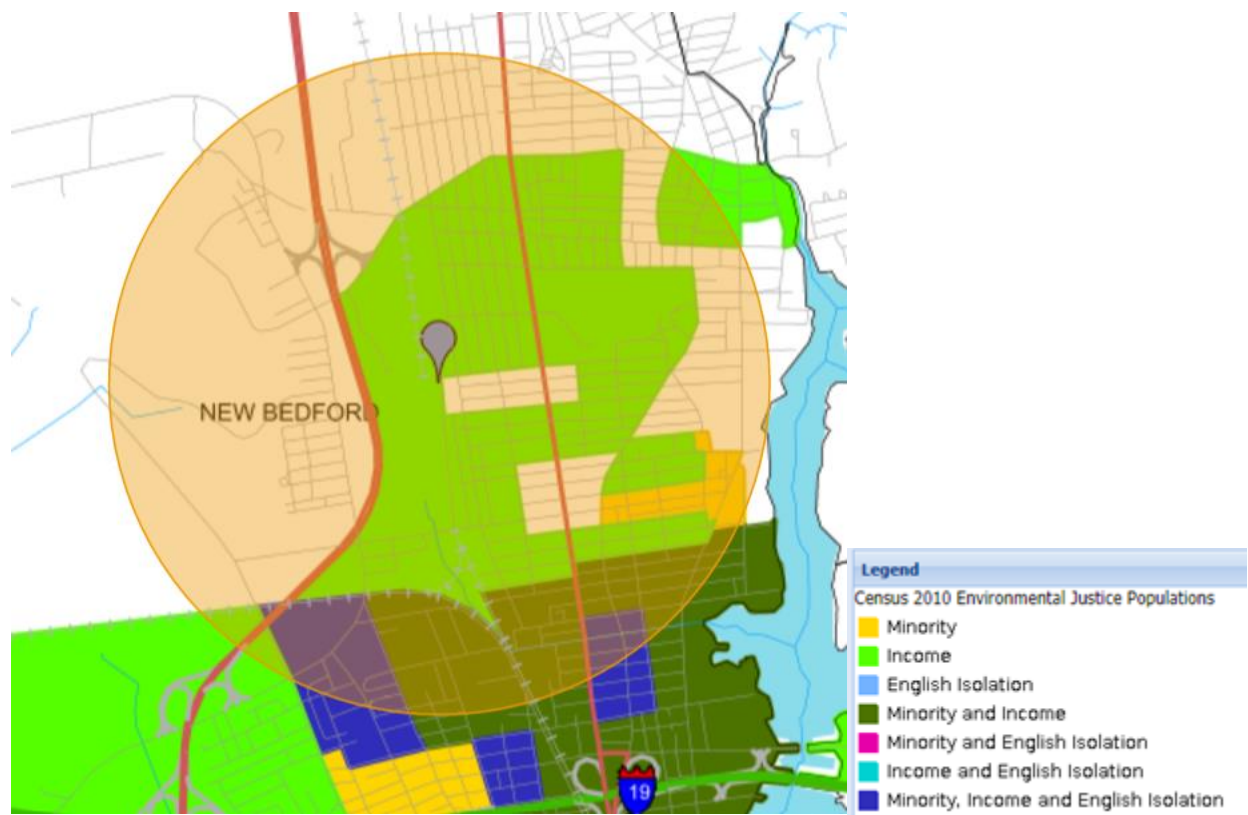 NEW BEDFORD
19
Legend
Census 2010 Environmental Justice Populations
Minority
Income
English Isolation
Minority and Income
Minority and English Isolation
Income and English Isolation
Minority, Income and English Isolation